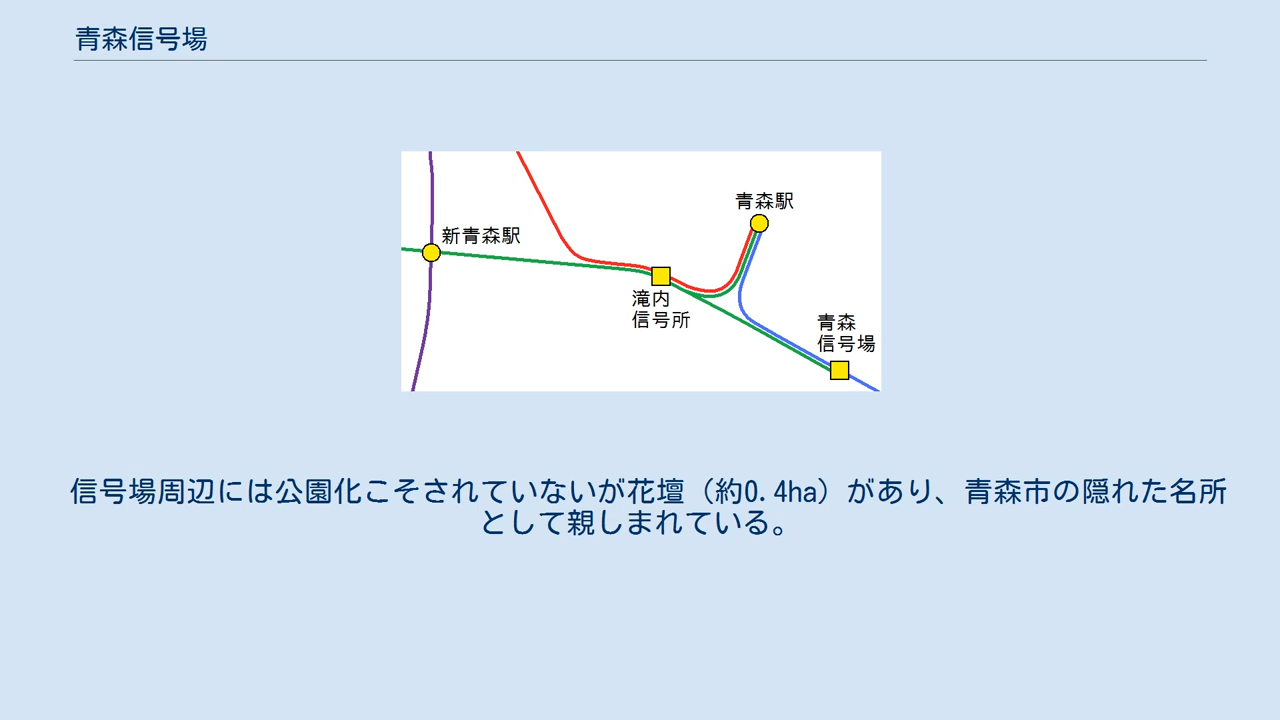 青森信号場
青森駅
新青森駅
滝内
信号所
青森
信号場
信号場周辺には公園化こそされていないが花壇（約0.4ha）があり、青森市の隠れた名所
として親しまれている。